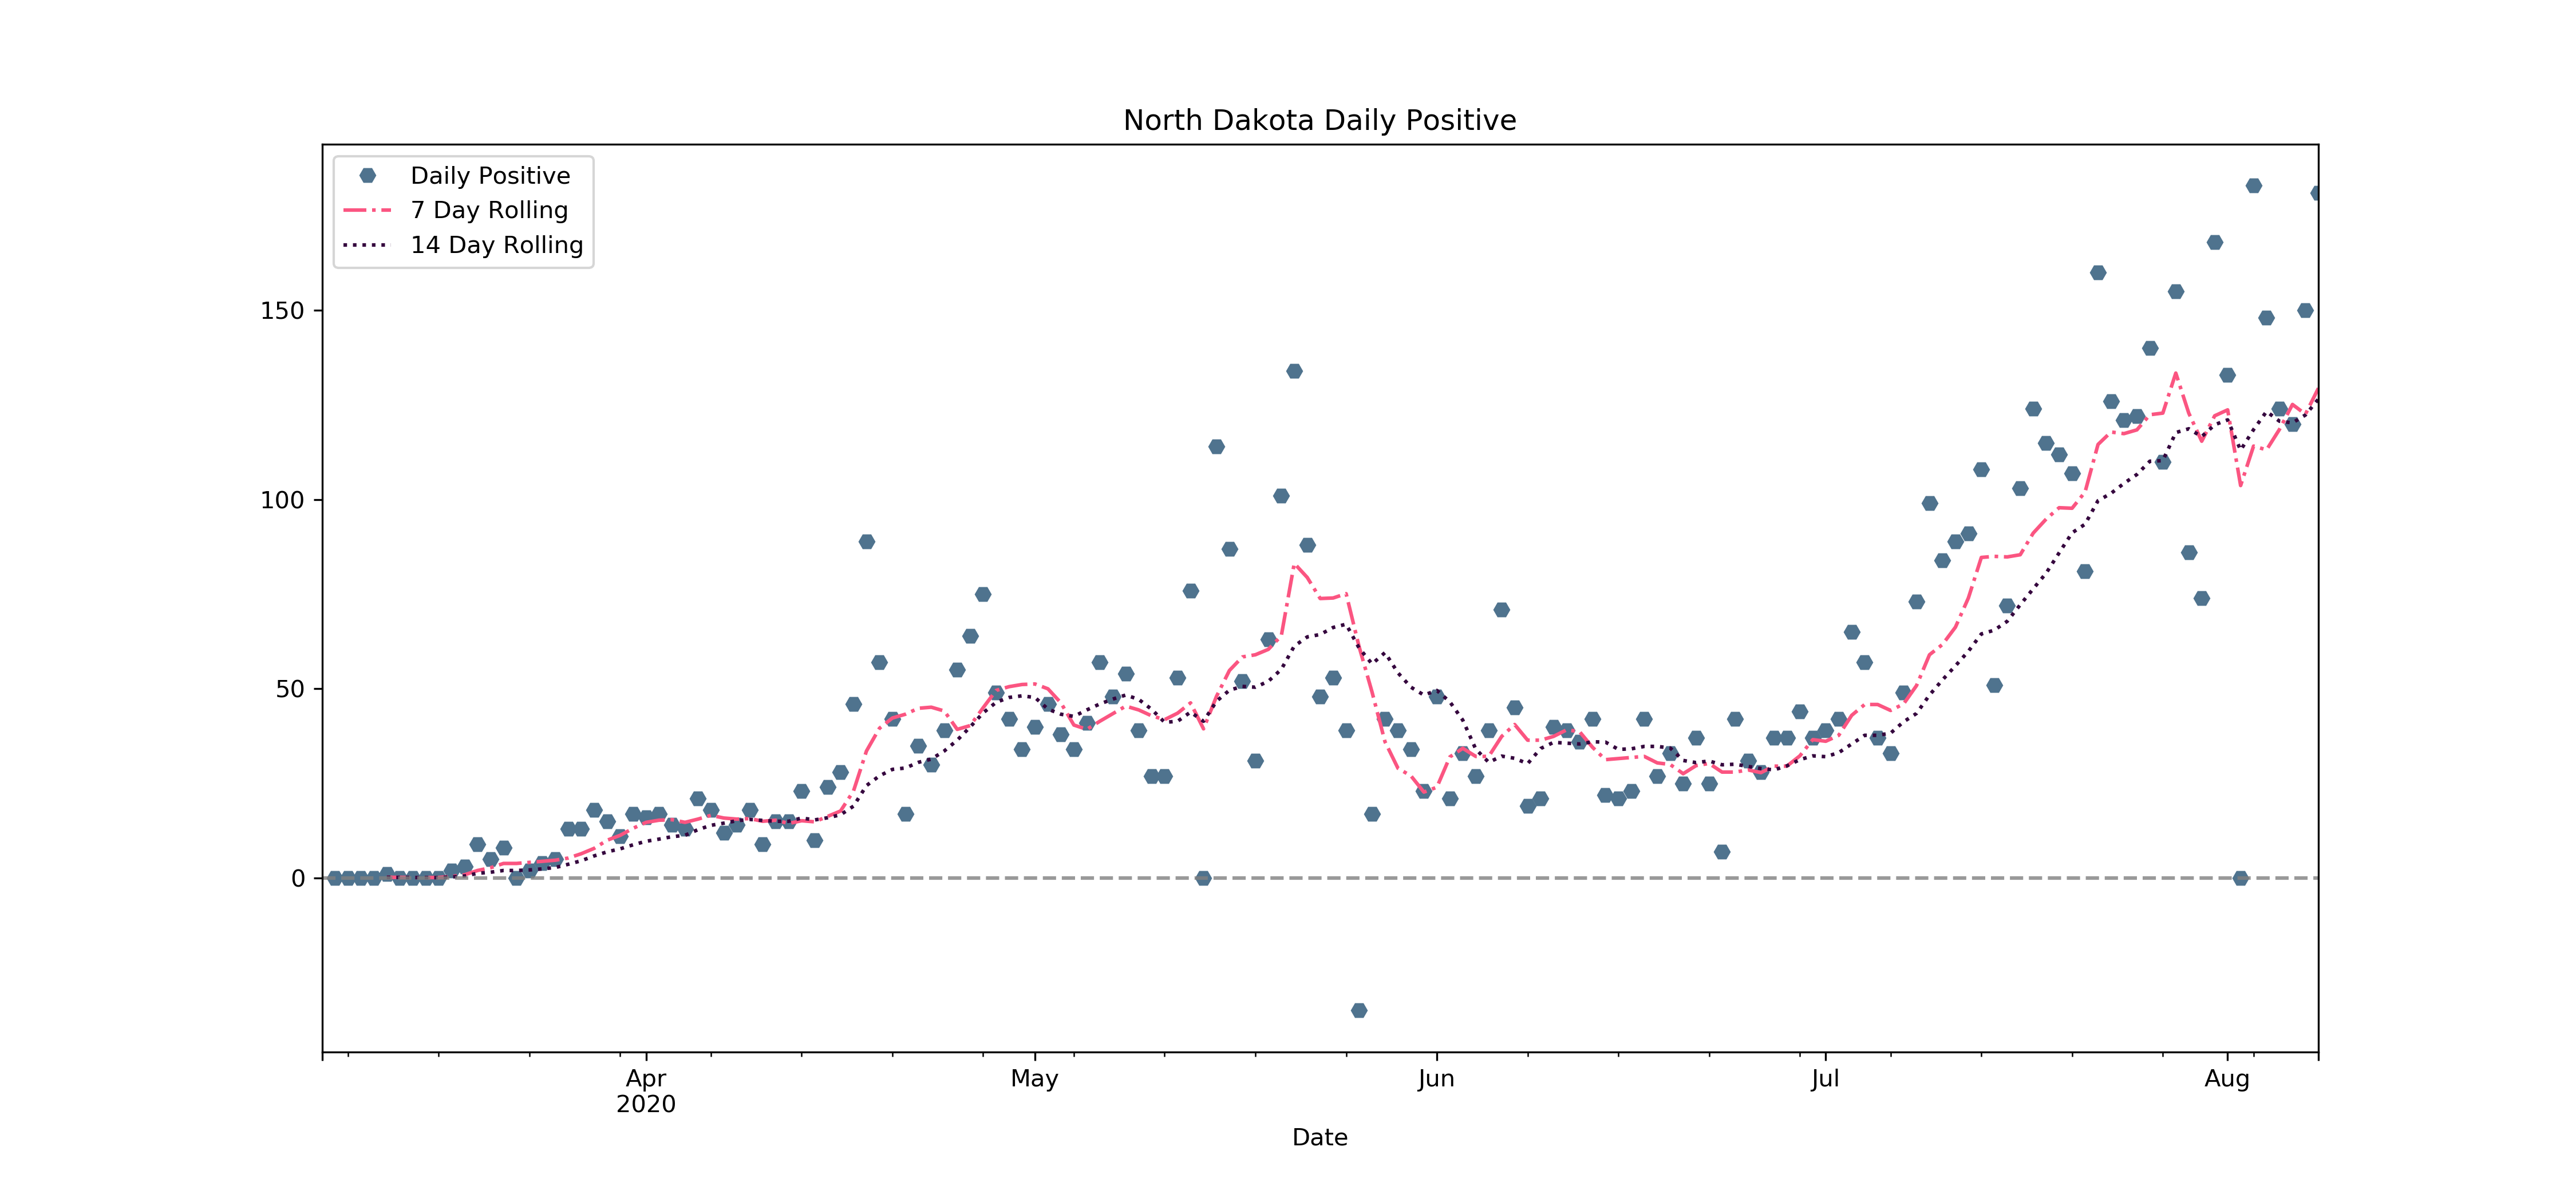 North Dakota Daily Positive
Daily Positive
7 Day Rolling
14 Day Rolling
150
100
50
0
Apr
2020
May
Jun
Jul
Aug
Date